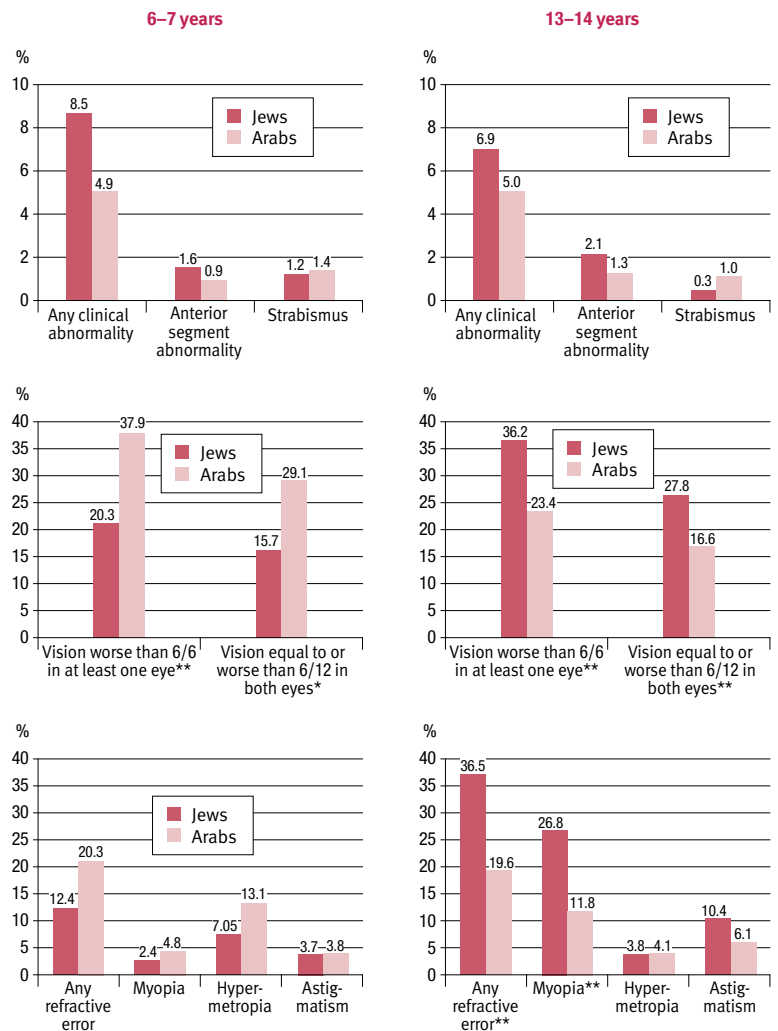 6–7 years
%
10
8
6
4
2
0
Jews
Arabs
8.5
4.9
1.6
0.9
1.2
1.4
Any clinical
abnormality
Anterior
segment
abnormality
Strabismus
13–14 years
%
10
8
6
4
2
0
Jews
Arabs
6.9
5.0
2.1
1.3
0.3
1.0
Any clinical
abnormality
Anterior
segment
abnormality
Strabismus
%
40
35
30
25
20
15
10
5
0
Jews
Arabs
20.3
37.9
15.7
29.1
Vision worse than 6/6
in at least one eye**
Vision equal to or
worse than 6/12 in
both eyes*
%
40
35
30
25
20
15
10
5
0
Jews
Arabs
36.2
23.4
27.8
16.6
Vision worse than 6/6
in at least one eye**
Vision equal to or
worse than 6/12 in
both eyes**
%
40
35
30
25
20
15
10
5
0
Jews
Arabs
12.4
20.3
2.4
4.8
7.05
13.1
3.7
3.8
Any
refractive
error
Myopia
Hyper-
metropia
Astig-
matism
%
40
35
30
25
20
15
10
5
0
36.5
19.6
26.8
11.8
3.8
4.1
10.4
6.1
Any
refractive
error**
Myopia**
Hyper-
metropia
Astig-
matism